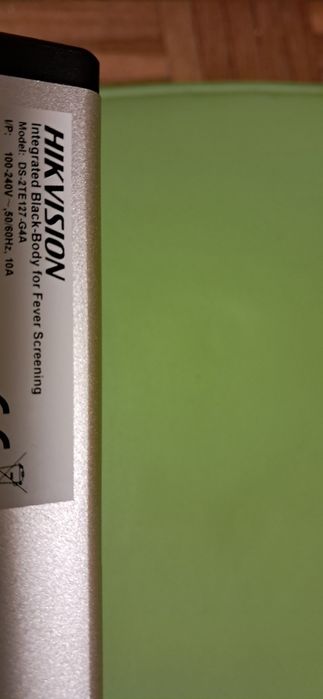 HIKVISION
Integrated Black-Body for Fever Screening
Model: DS-2TE127-G4A
I/P: 100-240V~,50/60Hz, 10A